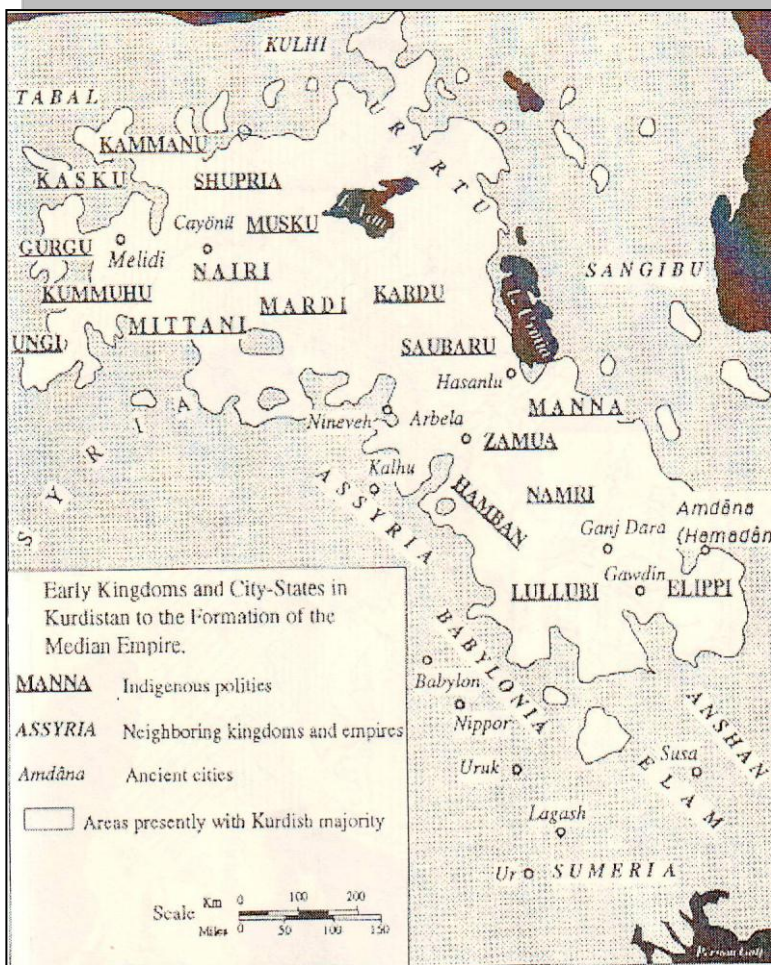 KULHI
TABAL
URARTU
KAMMANU
KASKU
SHUPRIA
Cayönü
MUSKU
L. Van
GURGU
Melidi
NAIRI
SANGIBU
KUMMUHU
MARDI
KARDU
MITTANI
L. Urmia
UNGI
SAUBARU
Hasanlu
MANNA
Nineveh
Arbela
ZAMUA
SYRIA
Kalhu
ASSYRIA
HAMBAN
NAMRI
Amdâna
(Hamadân)
Ganj Dara
Gawdin
LULLUBI
ELIPPI
Early Kingdoms and City-States in
Kurdistan to the Formation of the
Median Empire.
MANNA Indigenous polities
ASSYRIA Neighboring kingdoms and empires
Amdâna Ancient cities
Areas presently with Kurdish majority
Scale
Km 0 100 200
Miles 0 50 100 150
BABYLONIA
Babylon
Nippor
ANSHAN
Susa
ELAM
Uruk
Lagash
Ur
SUMERIA
Persian Gulf